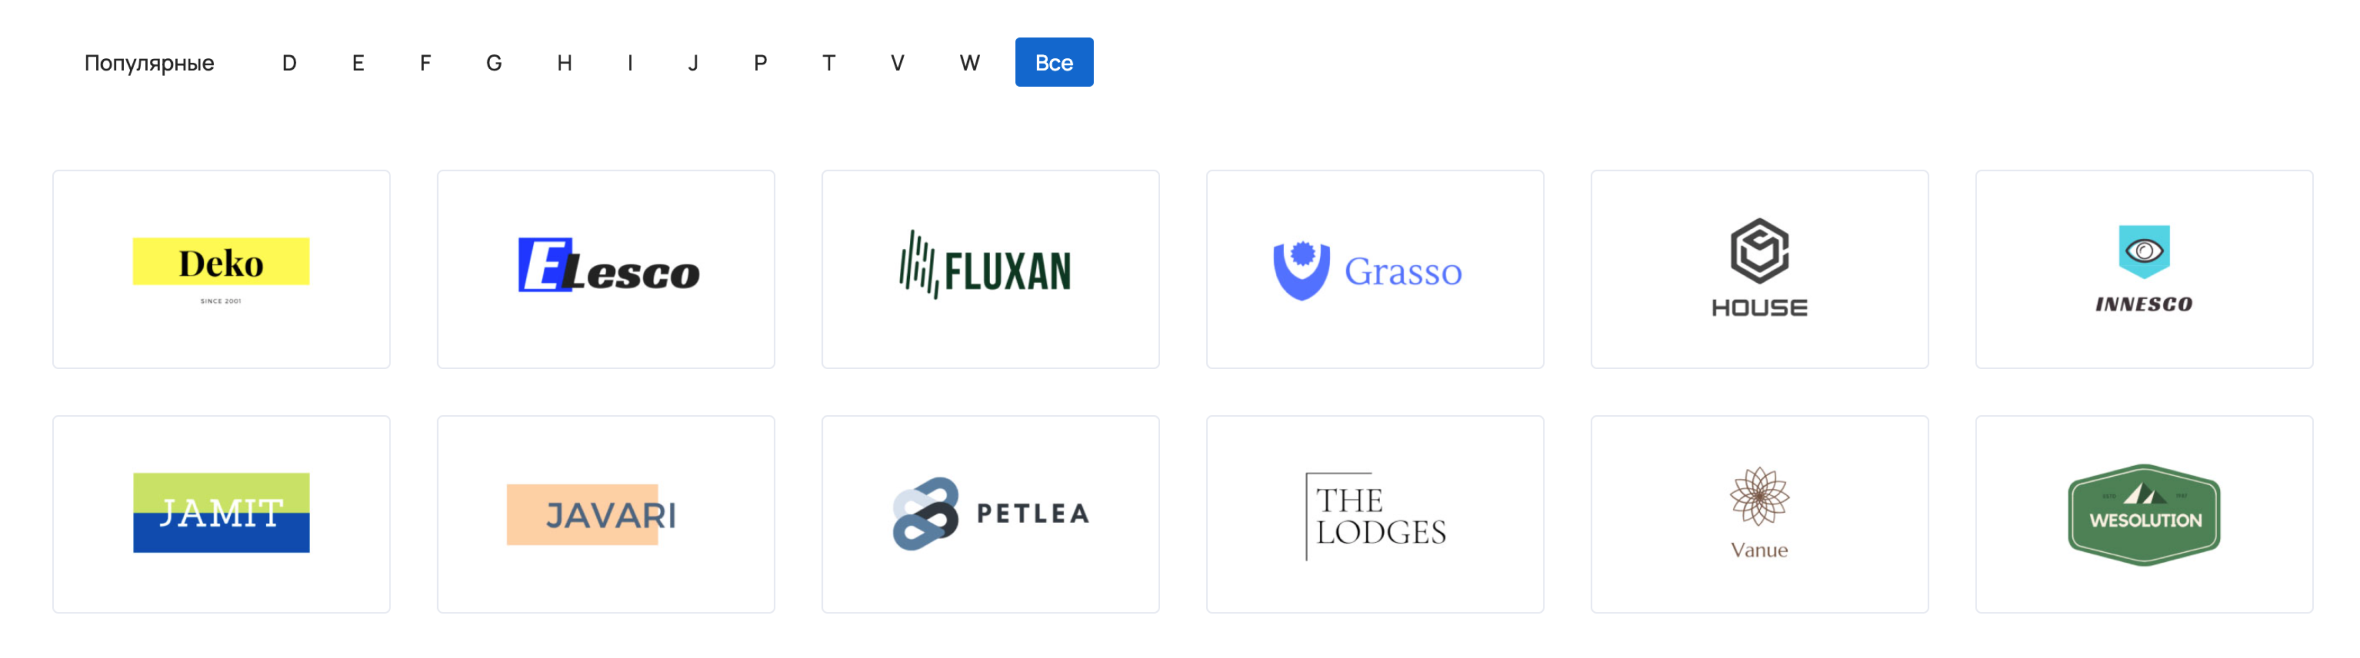 Популярные D E F G H I J P T V W Все
Deko
SINCE 2001
ELesco
FLUXAN
Grasso
HOUSE
INNESCO
JAMIT
JAVARI
PETLEA
THE
LODGES
Vanue
WESOLUTION